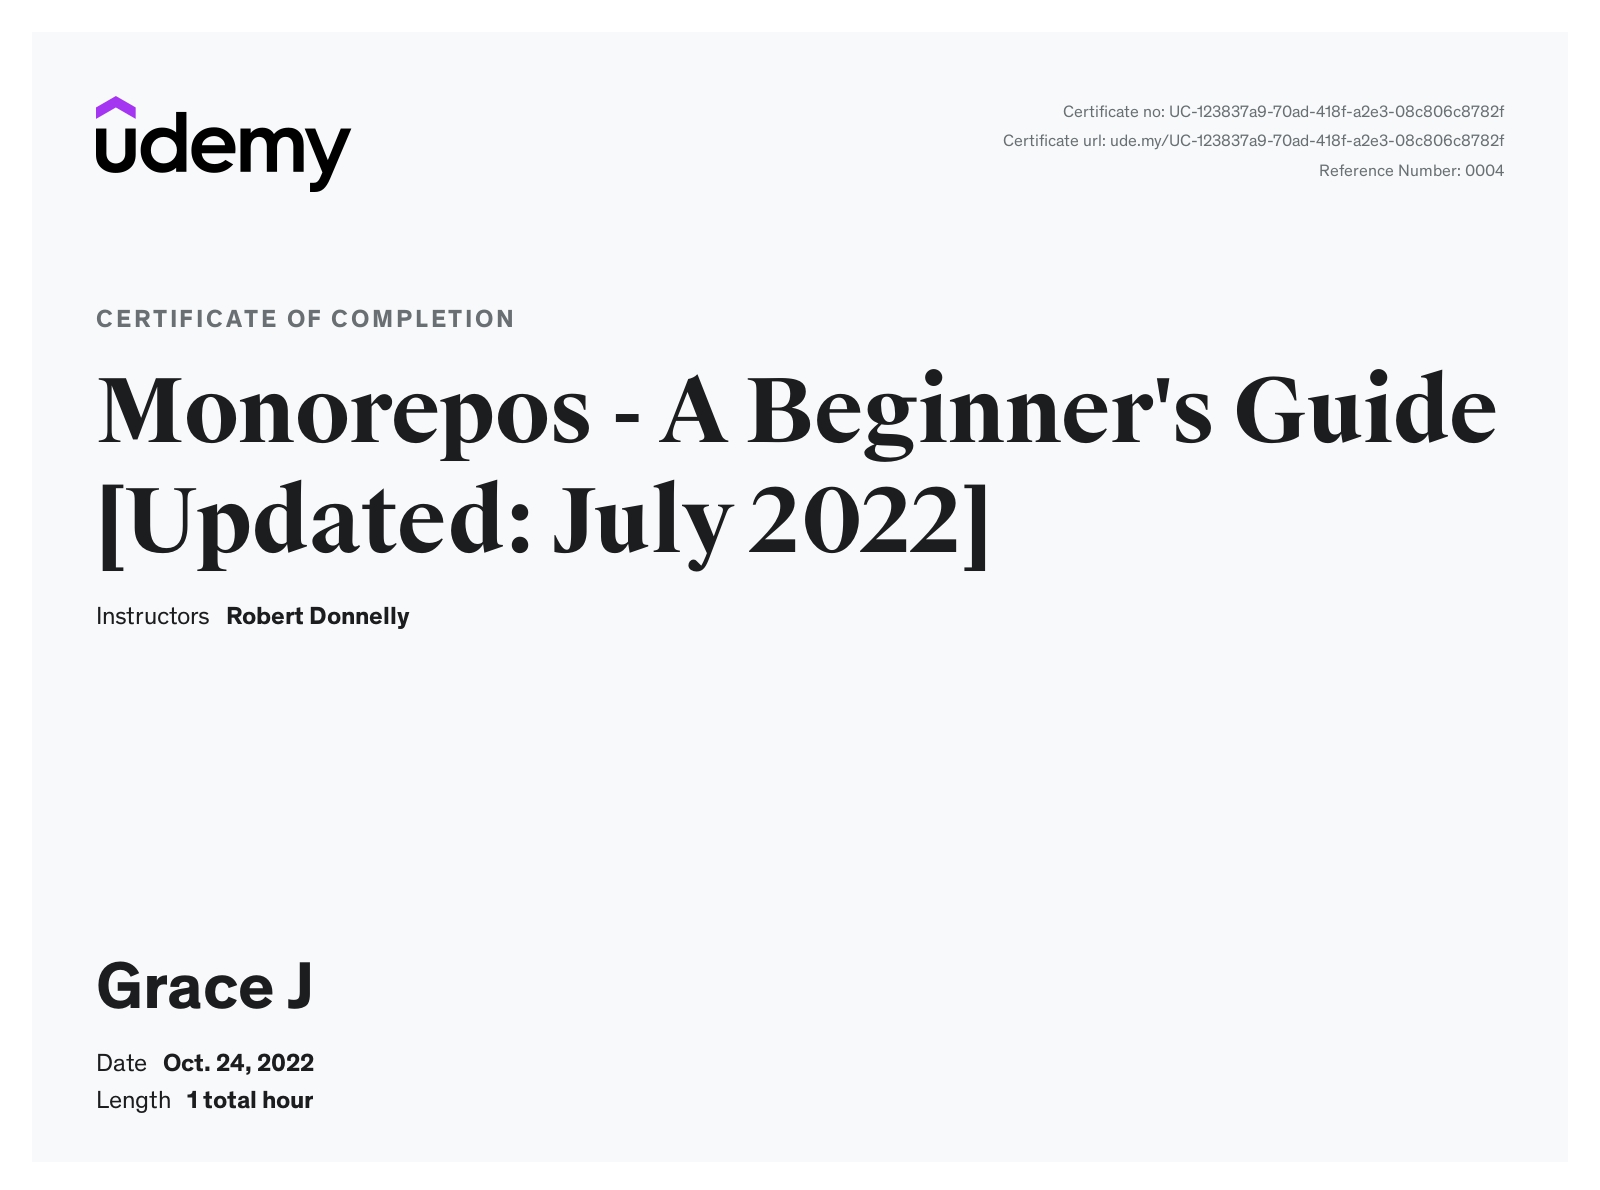 udemy
Certificate no: UC-123837a9-70ad-418f-a2e3-08c806c8782f
Certificate url: ude.my/UC-123837a9-70ad-418f-a2e3-08c806c8782f
Reference Number: 0004
CERTIFICATE OF COMPLETION
Monorepos - A Beginner's Guide
[Updated: July 2022]
Instructors Robert Donnelly
Grace J
Date Oct. 24, 2022
Length 1 total hour